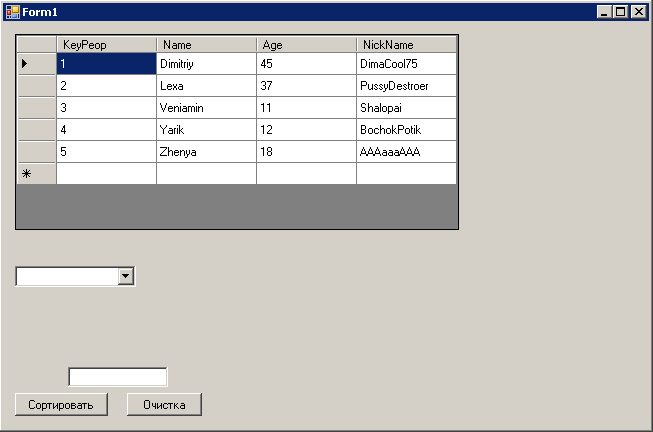 Form1
KeyPeop Name Age NickName
1 Dimitriy 45 DimaCool75
2 Lexa 37 PussyDestroer
3 Veniamin 11 Shalopai
4 Yarik 12 BochokPotik
5 Zhenya 18 AAAaaaAAA
Сортировать Очистка